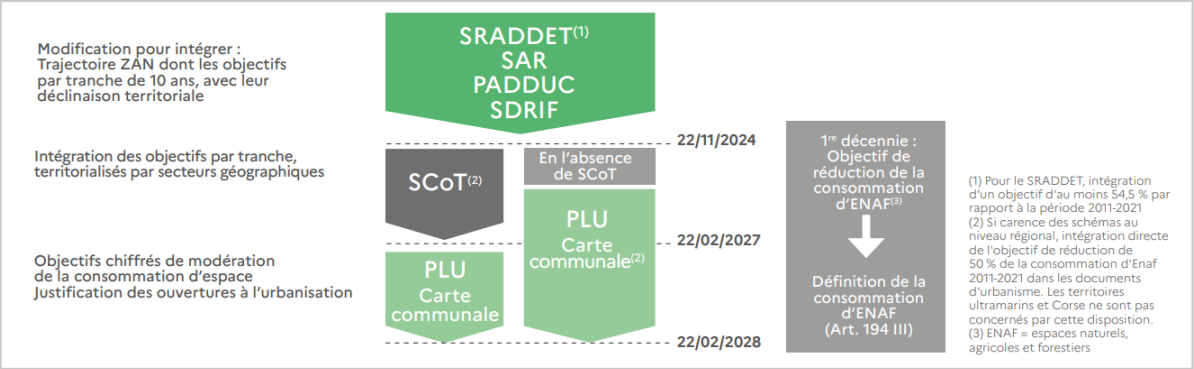 Modification pour intégrer :
Trajectoire ZAN dont les objectifs
par tranche de 10 ans, avec leur
déclinaison territoriale
SRADDET(1)
SAR
PADDUC
SDRIF
22/11/2024
Intégration des objectifs par tranche,
territorialisés par secteurs géographiques
SCoT(2)
En l’absence
de SCoT
PLU
Carte
communale(2)
22/02/2027
Objectifs chiffrés de modération
de la consommation d’espace
Justification des ouvertures à l’urbanisation
PLU
Carte
communale
22/02/2028
1re décennie :
Objectif de
réduction de la
consommation
d’ENAF(3)
Définition de la
consommation
d’ENAF
(Art. 194 III)
(1) Pour le SRADDET, intégration
d’un objectif d’au moins 54,5 % par
rapport à la période 2011-2021
(2) Si carence des schémas au
niveau régional, intégration directe
de l'objectif de réduction de
50 % de la consommation d'Enaf
2011-2021 dans les documents
d'urbanisme. Les territoires
ultramarins et Corse ne sont pas
concernés par cette disposition.
(3) ENAF = espaces naturels,
agricoles et forestiers